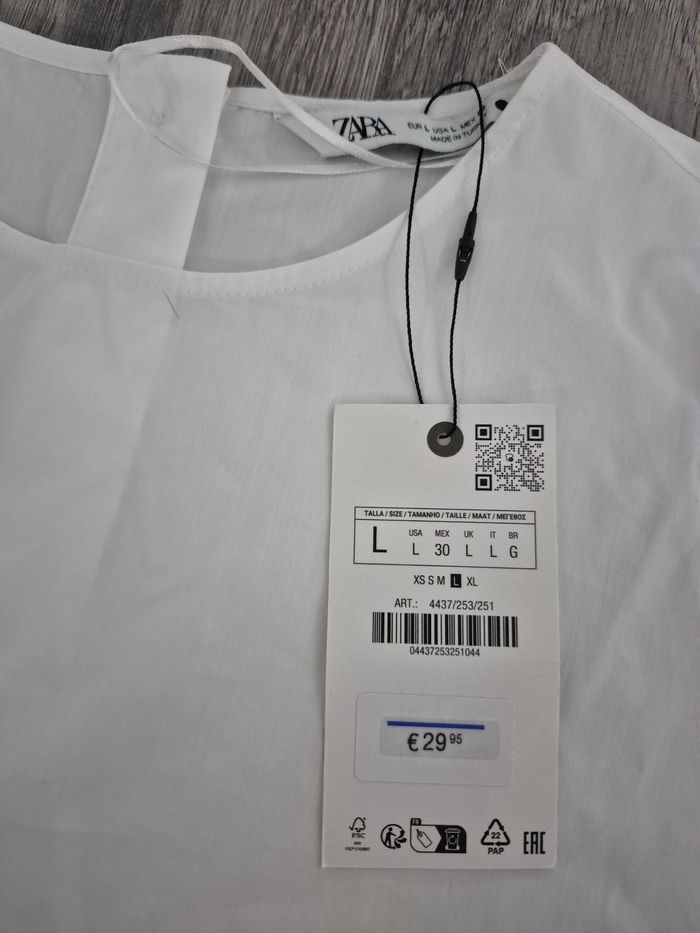 ZARA
EUR L USA L MEX
MADE IN
TALLA / SIZE / TAMANHO / TAILLE / MAAT / ΜΕΓΕΘΟΣ
L
USA MEX UK IT BR
L 30 L L G
XS S M L XL
ART.: 4437/253/251
04437253251044
€ 29 95
FSC
FR
22
PAP
EAC